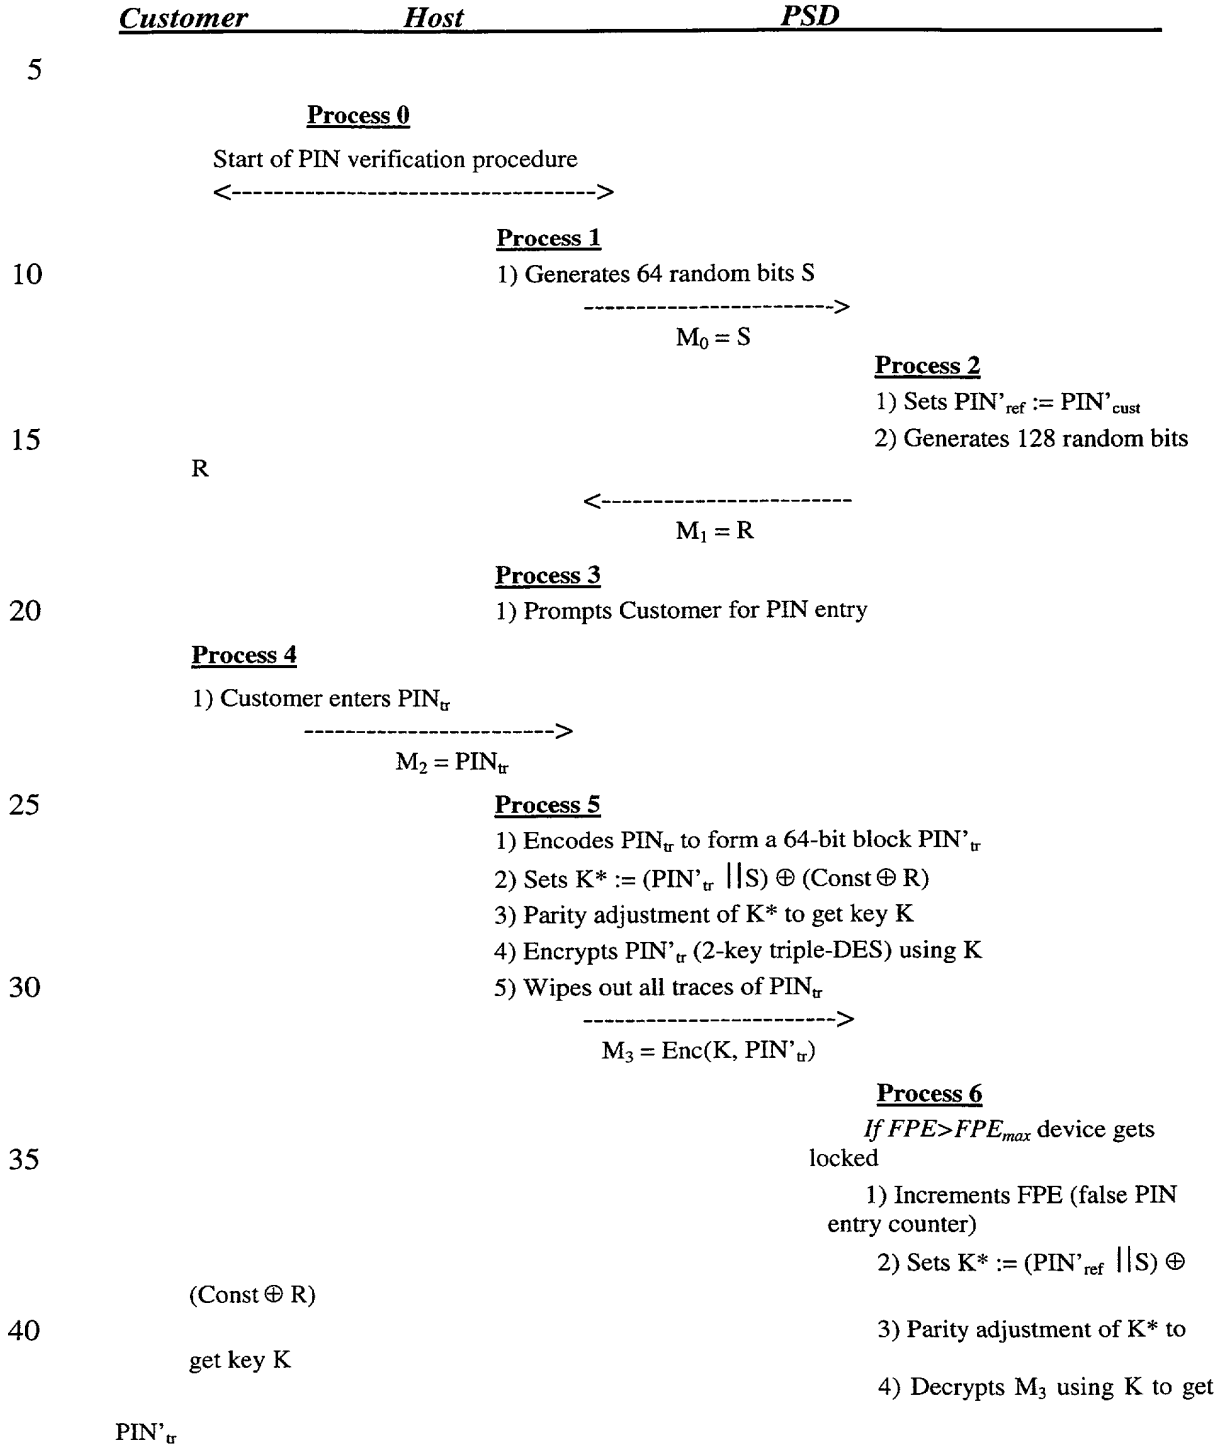 Customer Host PSD
5
Process 0
Start of PIN verification procedure
<----------------------------------->
Process 1
10 1) Generates 64 random bits S
------------------------>
M₀ = S
Process 2
1) Sets PIN’ref := PIN’cust
15 2) Generates 128 random bits
R
<------------------------
M₁ = R
Process 3
20 1) Prompts Customer for PIN entry
Process 4
1) Customer enters PINtr
------------------------>
M₂ = PINtr
25 Process 5
1) Encodes PINtr to form a 64-bit block PIN’tr
2) Sets K* := (PIN’tr ||S) ⊕ (Const ⊕ R)
3) Parity adjustment of K* to get key K
4) Encrypts PIN’tr (2-key triple-DES) using K
30 5) Wipes out all traces of PINtr
------------------------>
M₃ = Enc(K, PIN’tr)
Process 6
If FPE>FPEmax device gets
35 locked
1) Increments FPE (false PIN
entry counter)
2) Sets K* := (PIN’ref ||S) ⊕
(Const ⊕ R)
40 3) Parity adjustment of K* to
get key K
4) Decrypts M₃ using K to get
PIN’tr